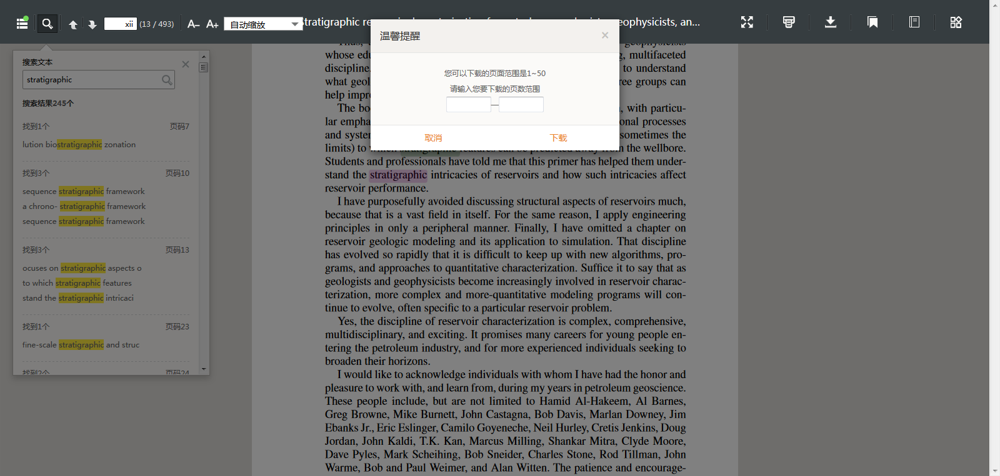 xii
(13 / 493)
A-
A+
自动缩放
Stratigraphic re
eophysicists, an...
温馨提醒
×
您可以下载的页面范围是1~50
请输入您要下载的页数范围
—
取消
下载
搜索文本
×
stratigraphic
搜索结果245个
找到1个 页码7
lution biostratigraphic zonation
找到3个 页码10
sequence stratigraphic framework
a chrono- stratigraphic framework
sequence stratigraphic framework
找到3个 页码13
ocuses on stratigraphic aspects o
to which stratigraphic features
stand the stratigraphic intricaci
找到1个 页码23
fine-scale stratigraphic and struc
找到2个 页码24
geophysicists
whose edu g, multifaceted
discipline. to understand
what geol ree groups can
help impr
The bo , with particu-
lar empha onal processes
and system sometimes the
limits) to which stratigraphic features can be predicted away from the wellbore.
Students and professionals have told me that this primer has helped them under-
stand the stratigraphic intricacies of reservoirs and how such intricacies affect
reservoir performance.
I have purposefully avoided discussing structural aspects of reservoirs much,
because that is a vast field in itself. For the same reason, I apply engineering
principles in only a peripheral manner. Finally, I have omitted a chapter on
reservoir geologic modeling and its application to simulation. That discipline
has evolved so rapidly that it is difficult to keep up with new algorithms, pro-
grams, and approaches to quantitative characterization. Suffice it to say that as
geologists and geophysicists become increasingly involved in reservoir charac-
terization, more complex and more-quantitative modeling programs will con-
tinue to evolve, often specific to a particular reservoir problem.
Yes, the discipline of reservoir characterization is complex, comprehensive,
multidisciplinary, and exciting. It promises many careers for young people en-
tering the petroleum industry, and for more experienced individuals seeking to
broaden their horizons.
I would like to acknowledge individuals with whom I have had the honor and
pleasure to work with, and learn from, during my years in petroleum geoscience.
These people include, but are not limited to Hamid Al-Hakeem, Al Barnes,
Greg Browne, Mike Burnett, John Castagna, Bob Davis, Marlan Downey, Jim
Ebanks Jr., Eric Eslinger, Camilo Goyeneche, Neil Hurley, Cretis Jenkins, Doug
Jordan, John Kaldi, T.K. Kan, Marcus Milling, Shankar Mitra, Clyde Moore,
Dave Pyles, Mark Scheihing, Bob Sneider, Charles Stone, Rod Tillman, John
Warme, Bob and Paul Weimer, and Alan Witten. The patience and encourage-